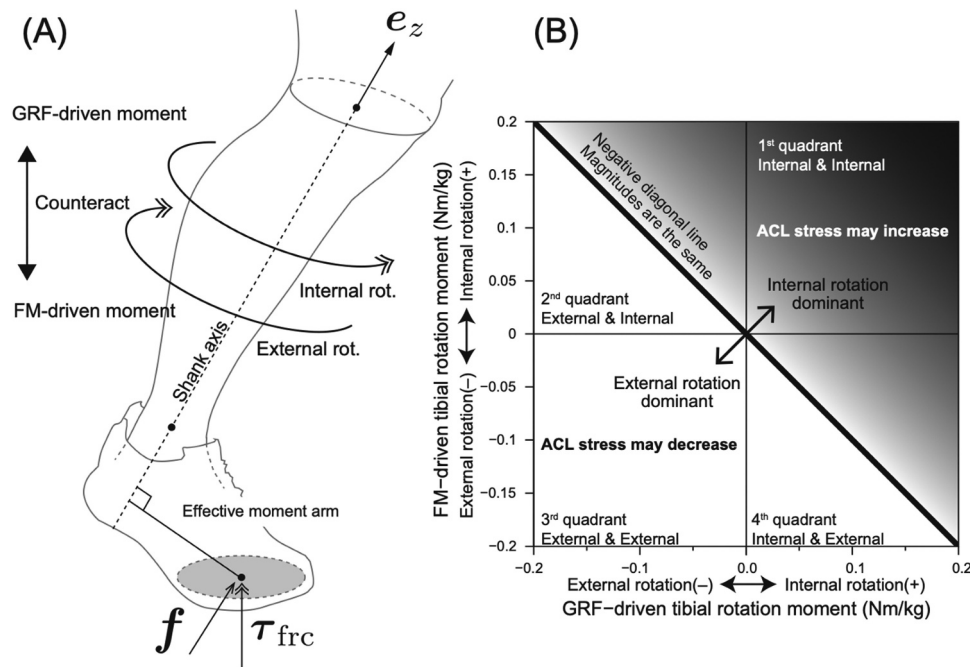 (A)
e_z
GRF-driven moment
Counteract
FM-driven moment
Internal rot.
External rot.
Shank axis
Effective moment arm
f
τ_frc
(B)
FM−driven tibial rotation moment (Nm/kg)
External rotation(−) Internal rotation(+)
0.2
0.15
0.1
0.05
0
−0.05
−0.1
−0.15
−0.2
Negative diagonal line
Magnitudes are the same
1st quadrant
Internal & Internal
ACL stress may increase
Internal rotation
dominant
2nd quadrant
External & Internal
External rotation
dominant
ACL stress may decrease
3rd quadrant
External & External
4th quadrant
Internal & External
−0.2 −0.1 0.0 0.1 0.2
External rotation(−) Internal rotation(+)
GRF−driven tibial rotation moment (Nm/kg)